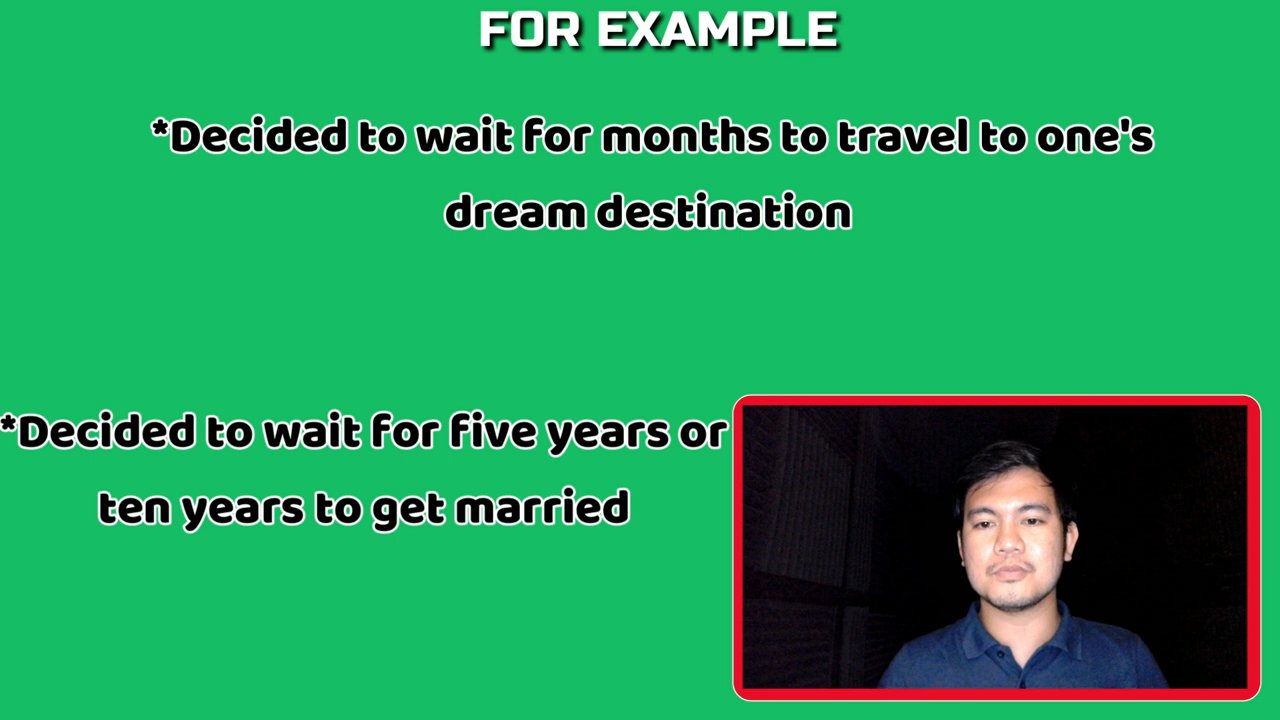 FOR EXAMPLE
*Decided to wait for months to travel to one's
dream destination
*Decided to wait for five years or
ten years to get married